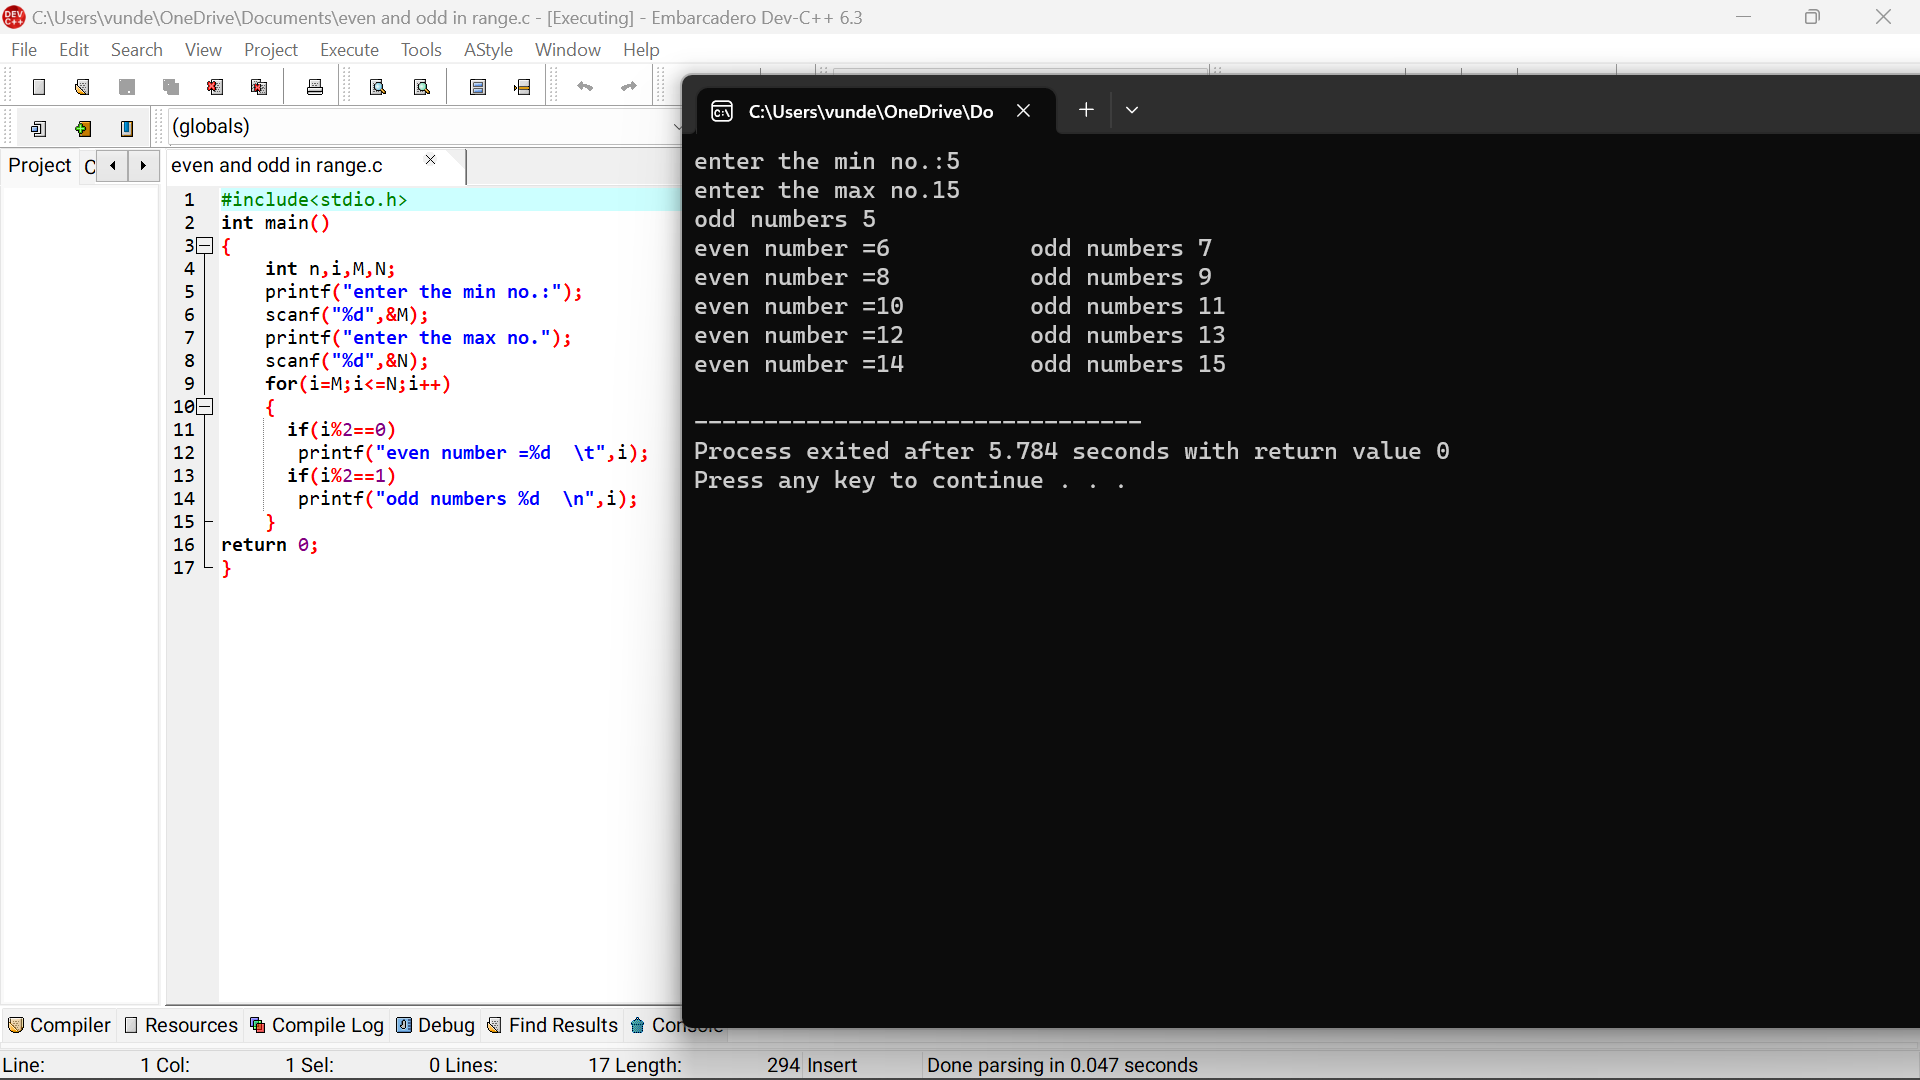 C:\Users\vunde\OneDrive\Documents\even and odd in range.c - [Executing] - Embarcadero Dev-C++ 6.3
File Edit Search View Project Execute Tools AStyle Window Help
(globals)
Project C
even and odd in range.c
1 #include<stdio.h>
2 int main()
3 {
4 int n,i,M,N;
5 printf("enter the min no.:");
6 scanf("%d",&M);
7 printf("enter the max no.");
8 scanf("%d",&N);
9 for(i=M;i<=N;i++)
10 {
11 if(i%2==0)
12 printf("even number =%d  \t",i);
13 if(i%2==1)
14 printf("odd numbers %d  \n",i);
15 }
16 return 0;
17 }
C:\Users\vunde\OneDrive\Do
enter the min no.:5
enter the max no.15
odd numbers 5
even number =6 odd numbers 7
even number =8 odd numbers 9
even number =10 odd numbers 11
even number =12 odd numbers 13
even number =14 odd numbers 15
--------------------------------
Process exited after 5.784 seconds with return value 0
Press any key to continue . . .
Compiler Resources Compile Log Debug Find Results Console
Line: 1 Col: 1 Sel: 0 Lines: 17 Length: 294 Insert Done parsing in 0.047 seconds